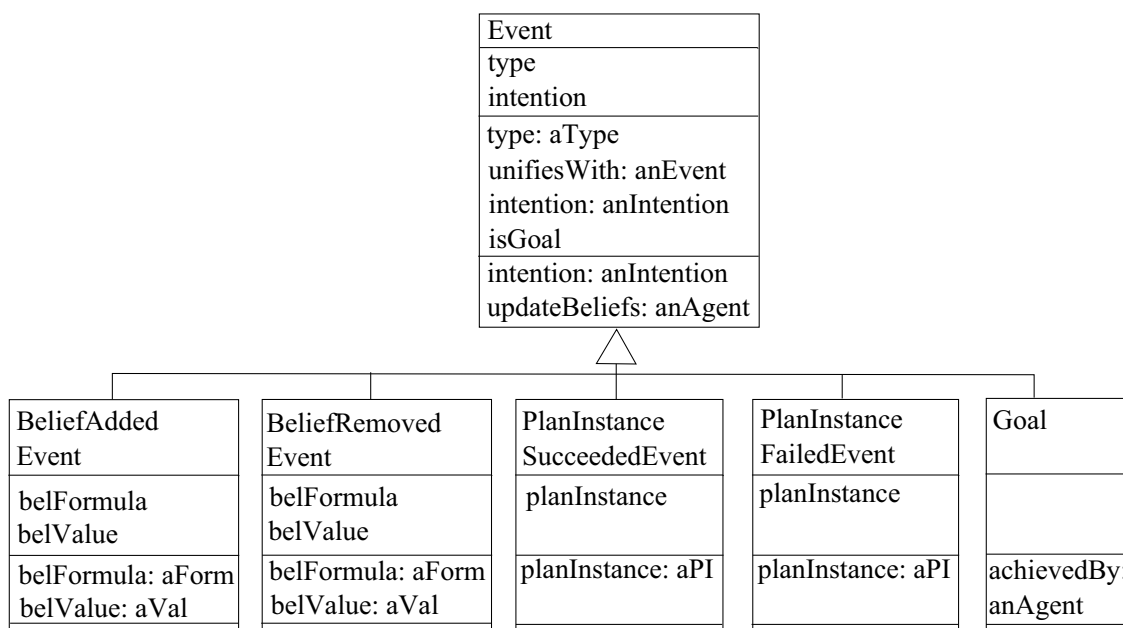 Event
type
intention
type: aType
unifiesWith: anEvent
intention: anIntention
isGoal
intention: anIntention
updateBeliefs: anAgent
BeliefAdded
Event
belFormula
belValue
belFormula: aForm
belValue: aVal
BeliefRemoved
Event
belFormula
belValue
belFormula: aForm
belValue: aVal
PlanInstance
SucceededEvent
planInstance
planInstance: aPI
PlanInstance
FailedEvent
planInstance
planInstance: aPI
Goal
achievedBy:
anAgent